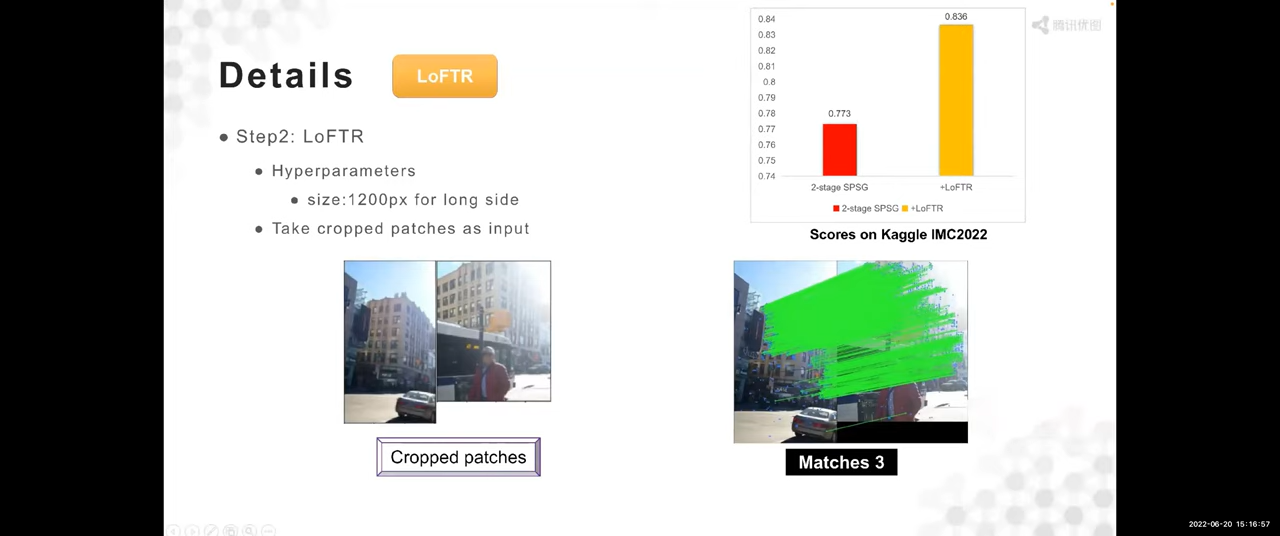 Details
LoFTR
● Step2: LoFTR
● Hyperparameters
● size:1200px for long side
● Take cropped patches as input
Cropped patches
腾讯优图
0.84
0.83
0.82
0.81
0.8
0.79
0.78
0.77
0.76
0.75
0.74
0.773
0.836
2-stage SPSG
+LoFTR
2-stage SPSG +LoFTR
Scores on Kaggle IMC2022
Matches 3
2022-06-20 15:16:57